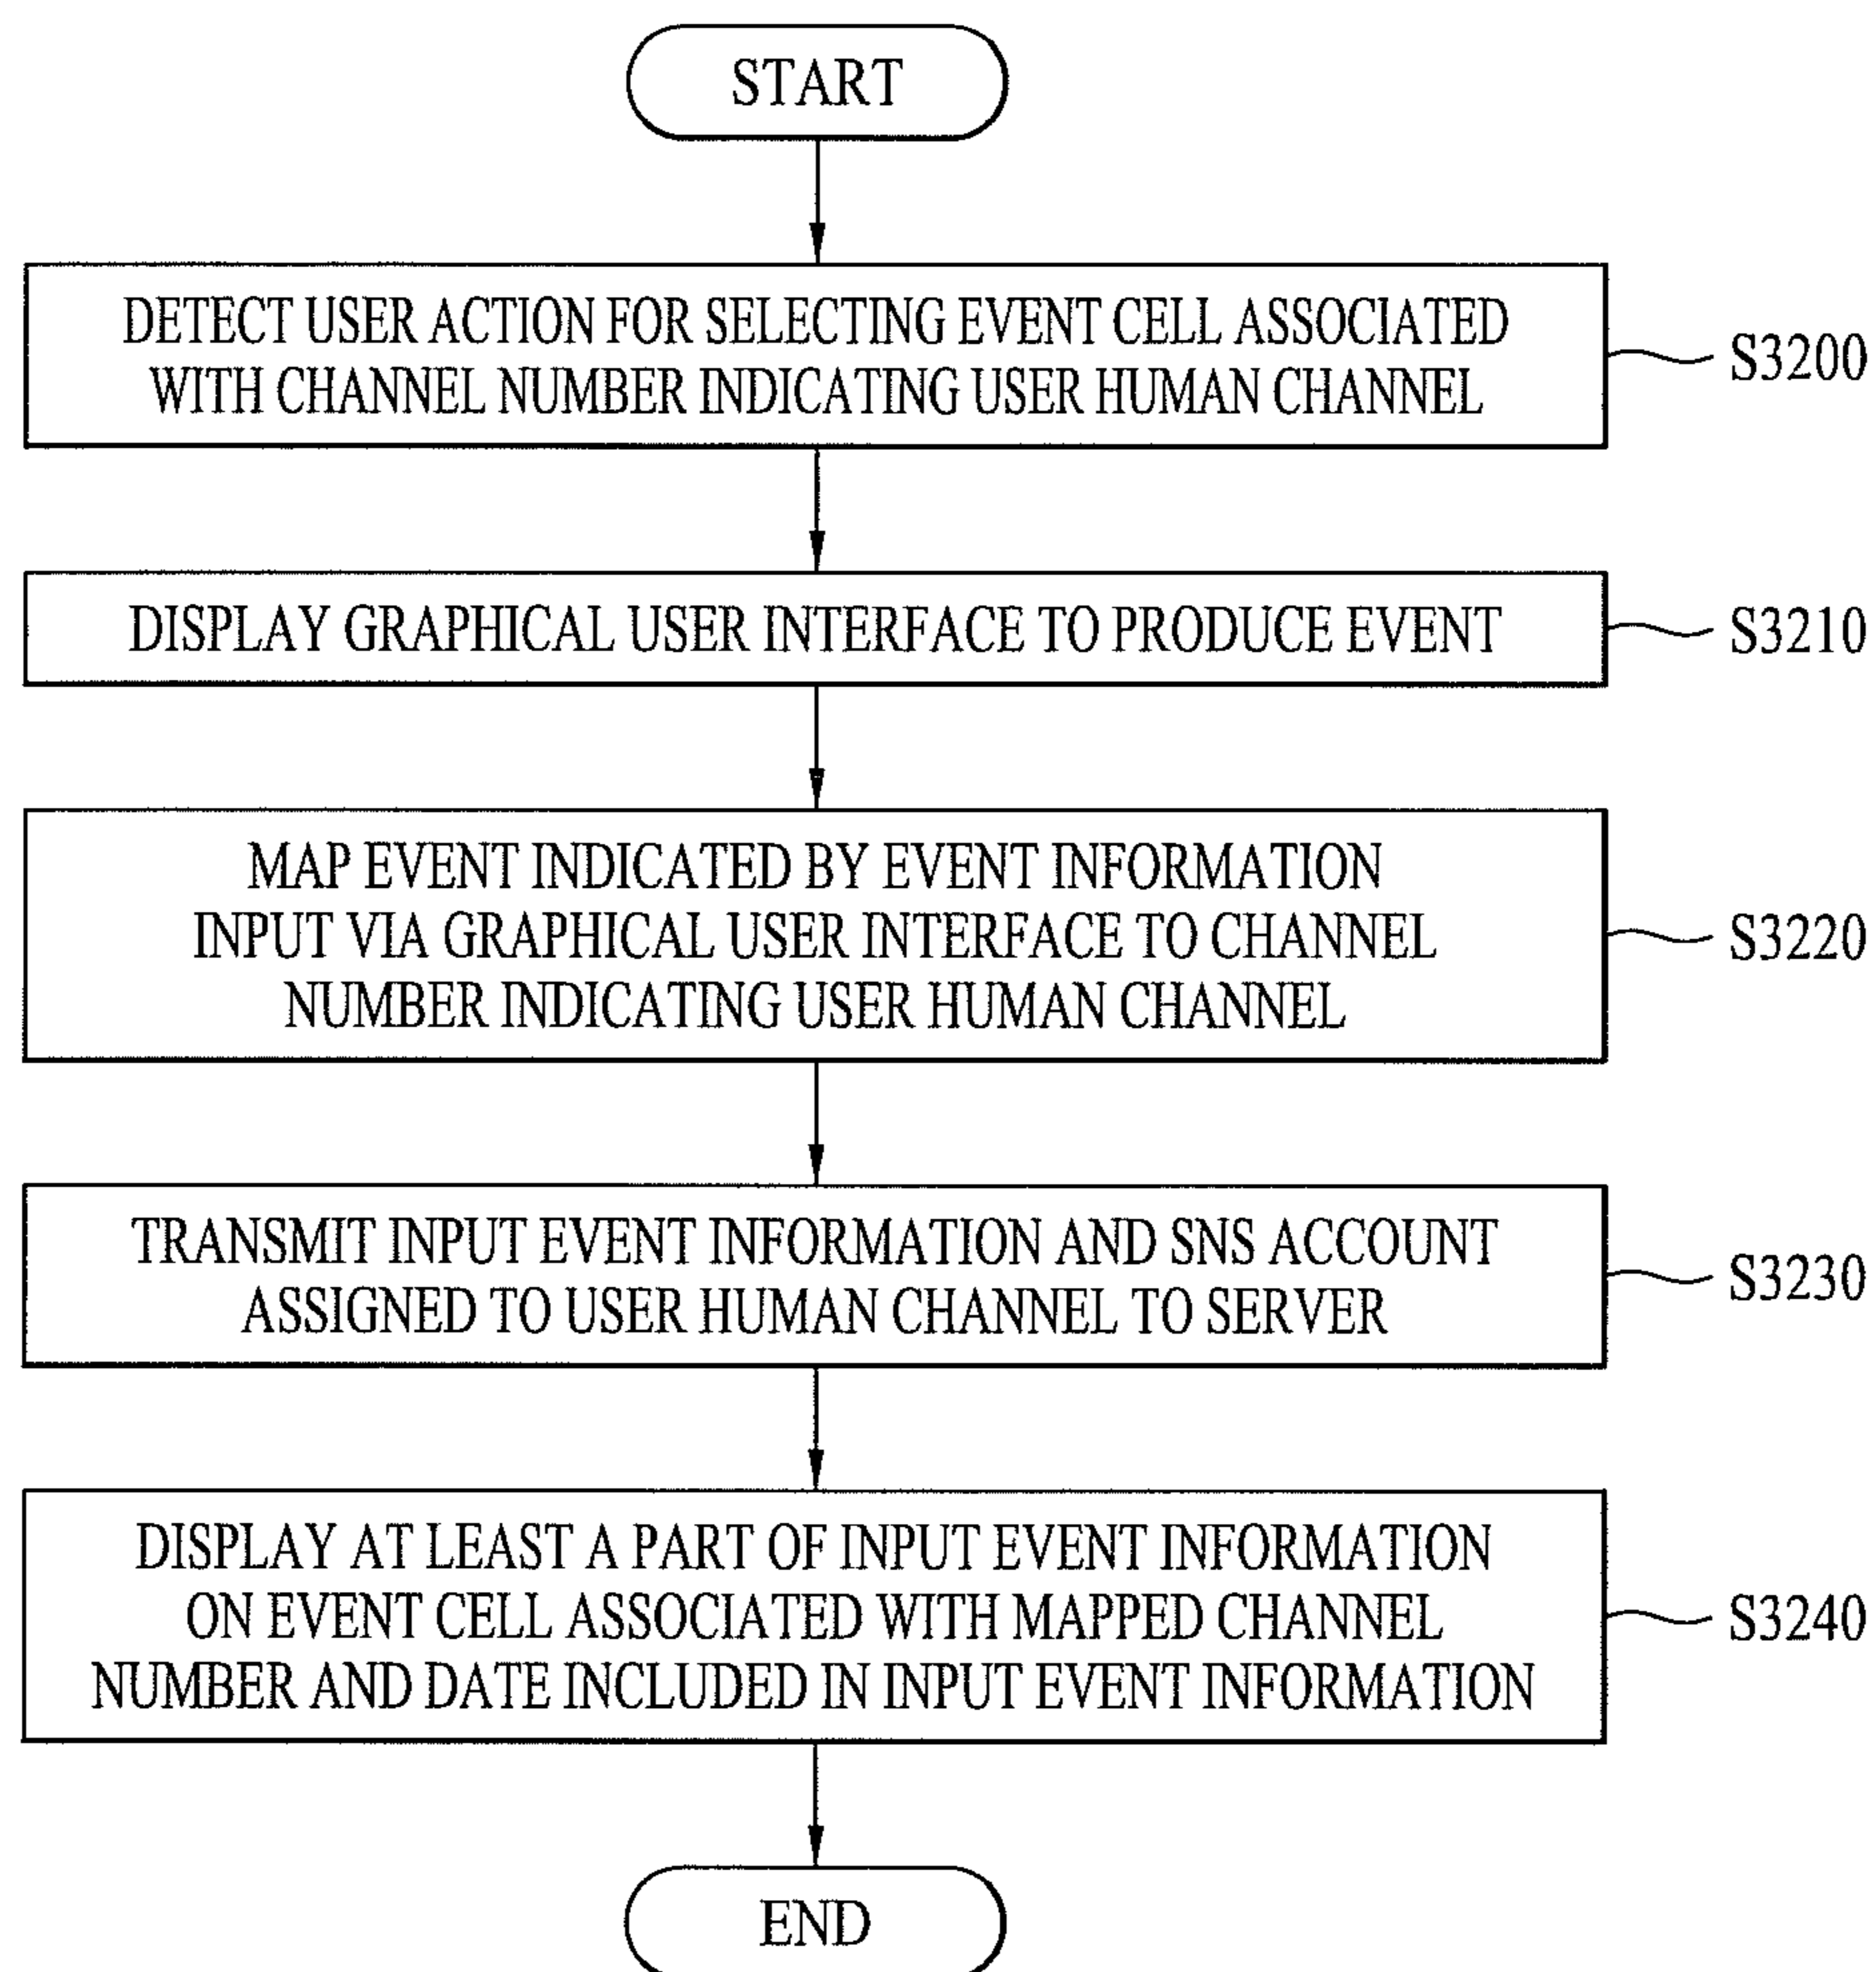 START
DETECT USER ACTION FOR SELECTING EVENT CELL ASSOCIATED
WITH CHANNEL NUMBER INDICATING USER HUMAN CHANNEL
S3200
DISPLAY GRAPHICAL USER INTERFACE TO PRODUCE EVENT
S3210
MAP EVENT INDICATED BY EVENT INFORMATION
INPUT VIA GRAPHICAL USER INTERFACE TO CHANNEL
NUMBER INDICATING USER HUMAN CHANNEL
S3220
TRANSMIT INPUT EVENT INFORMATION AND SNS ACCOUNT
ASSIGNED TO USER HUMAN CHANNEL TO SERVER
S3230
DISPLAY AT LEAST A PART OF INPUT EVENT INFORMATION
ON EVENT CELL ASSOCIATED WITH MAPPED CHANNEL
NUMBER AND DATE INCLUDED IN INPUT EVENT INFORMATION
S3240
END